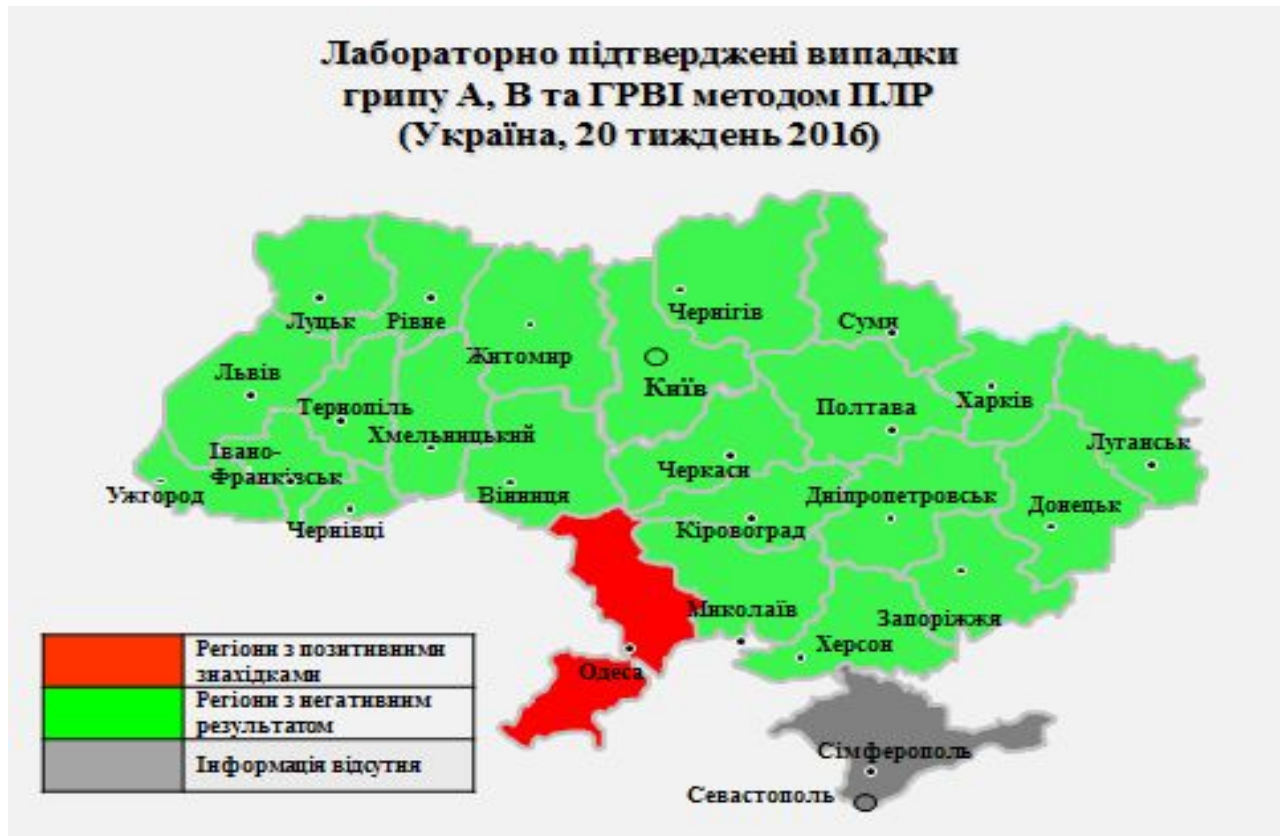 Лабораторно підтверджені випадки
грипу А, В та ГРВІ методом ПЛР
(Україна, 20 тиждень 2016)
Чернігів
Луцьк
Рівне
Суми
Житомир
Львів
Київ
Харків
Тернопіль
Полтава
Хмельницький
Луганськ
Івано-
Франківськ
Черкаси
Ужгород
Вінниця
Дніпропетровськ
Донецьк
Чернівці
Кіровоград
Миколаїв
Запоріжжя
Херсон
Одеса
Регіони з позитивними
знахідками
Регіони з негативним
результатом
Інформація відсутня
Сімферополь
Севастополь